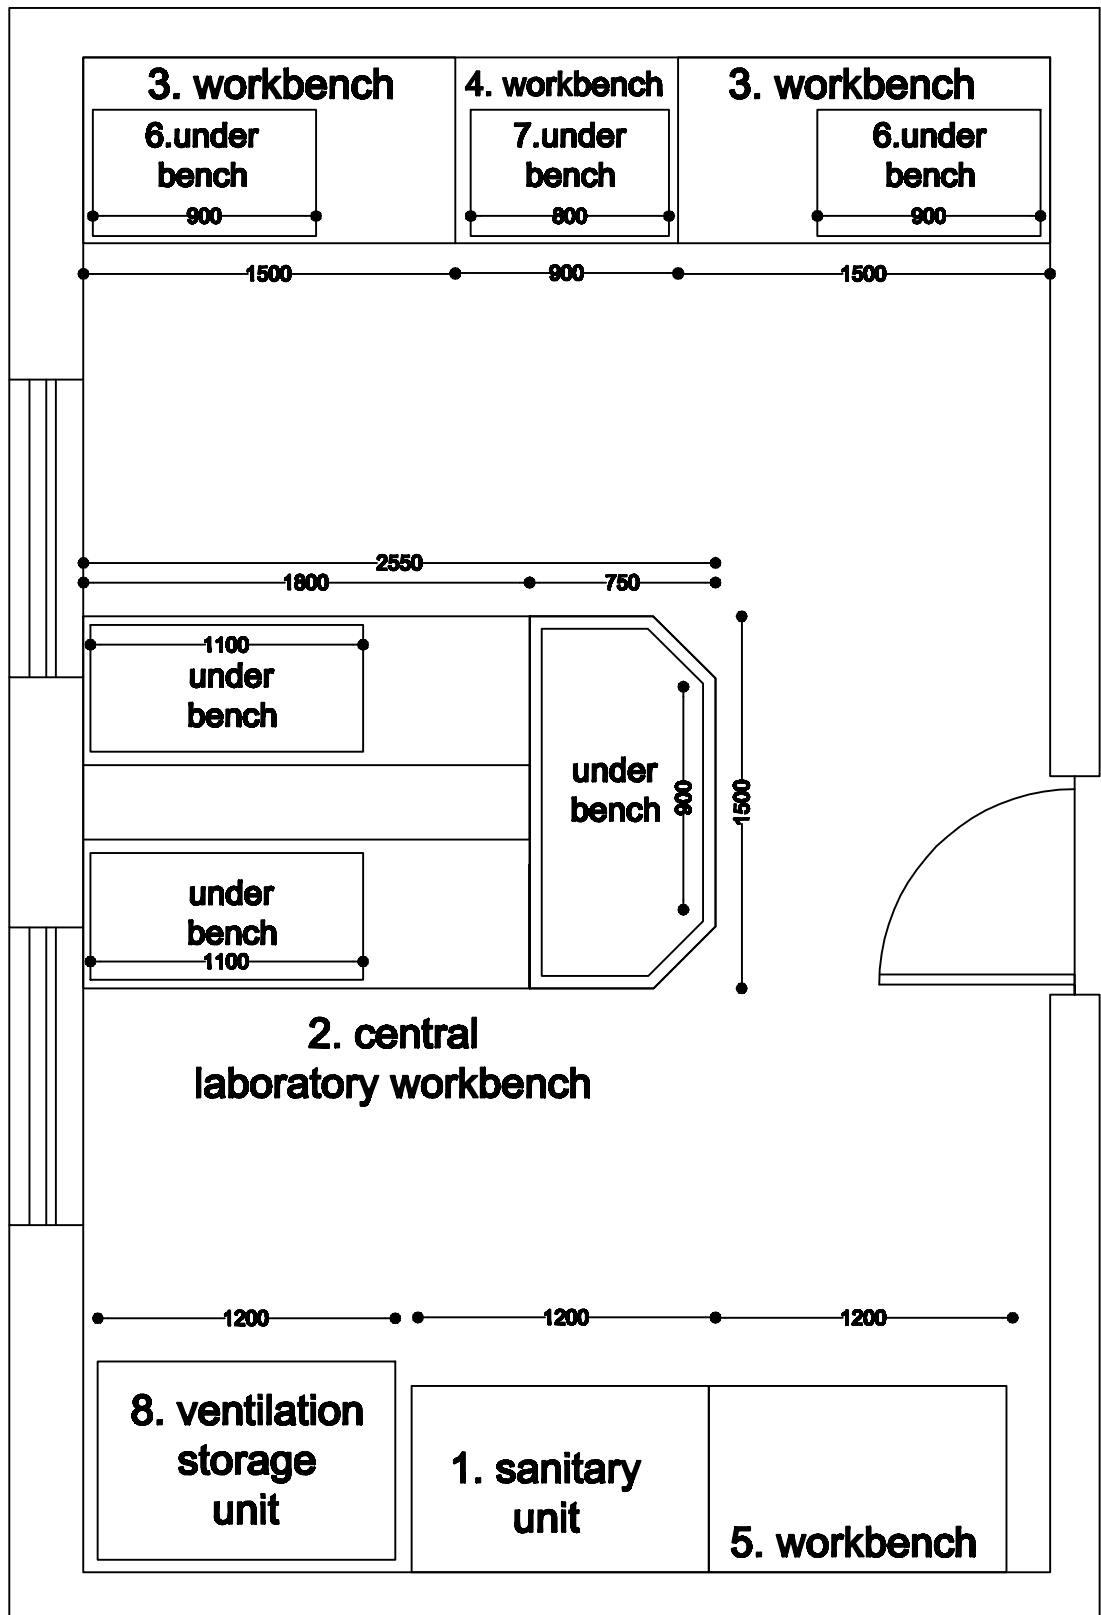 3. workbench
4. workbench
3. workbench
6.under
bench
900
7.under
bench
800
6.under
bench
900
1500
900
1500
2550
1800
750
1100
under
bench
under
bench
900
1500
under
bench
1100
2. central
laboratory workbench
1200
1200
1200
8. ventilation
storage
unit
1. sanitary
unit
5. workbench